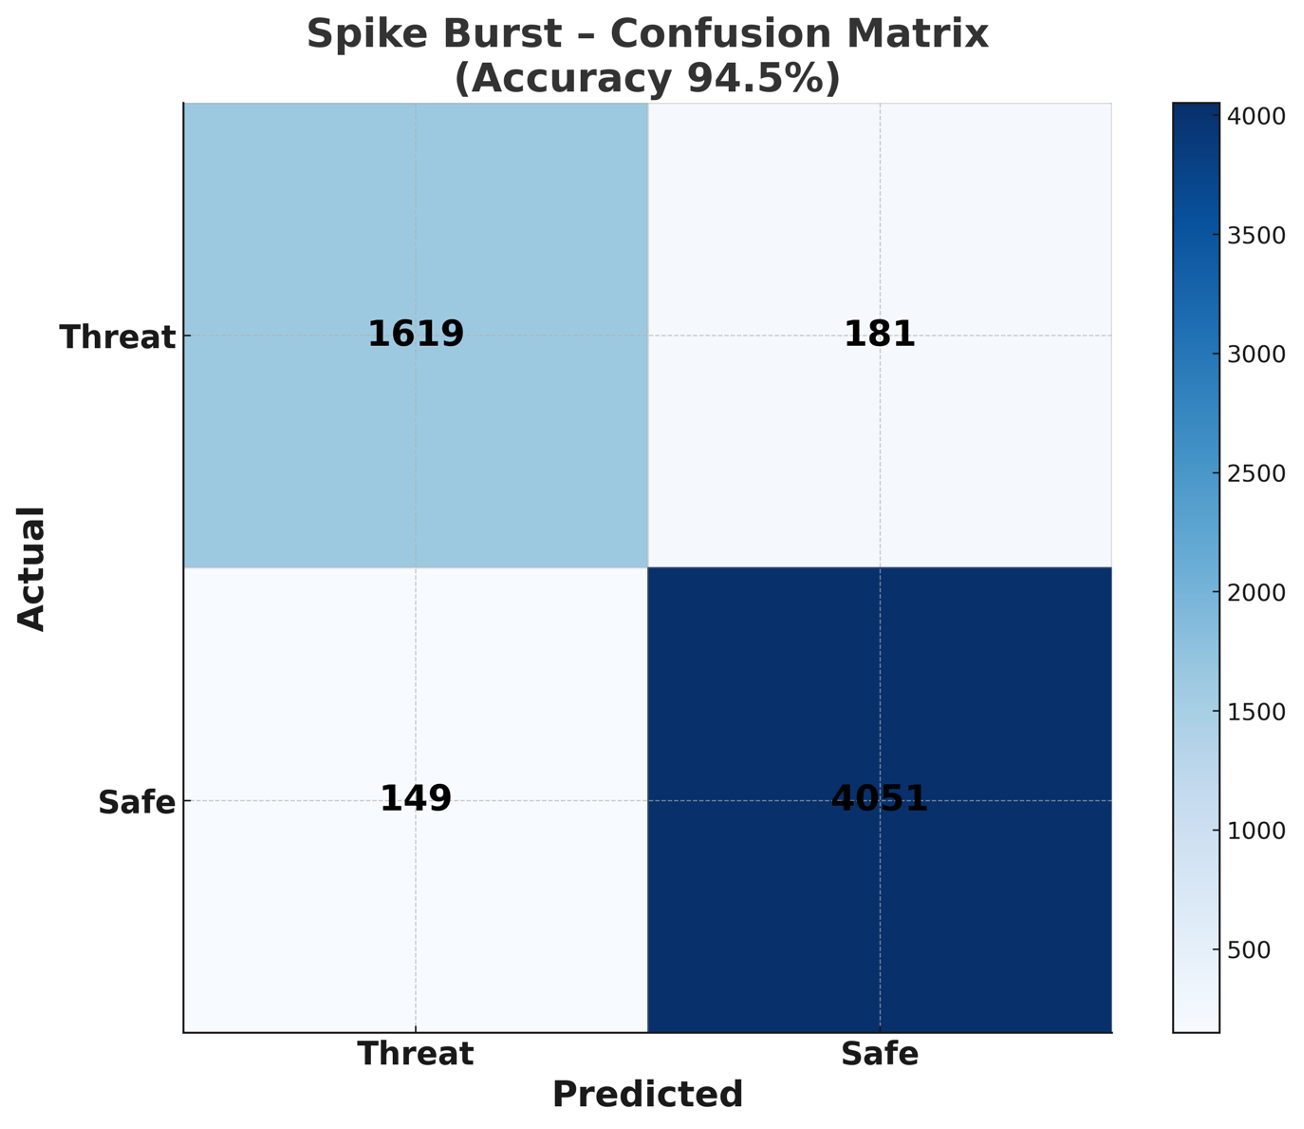 Spike Burst – Confusion Matrix
(Accuracy 94.5%)
Threat
1619
181
Safe
149
4051
Actual
Threat
Safe
Predicted
4000
3500
3000
2500
2000
1500
1000
500